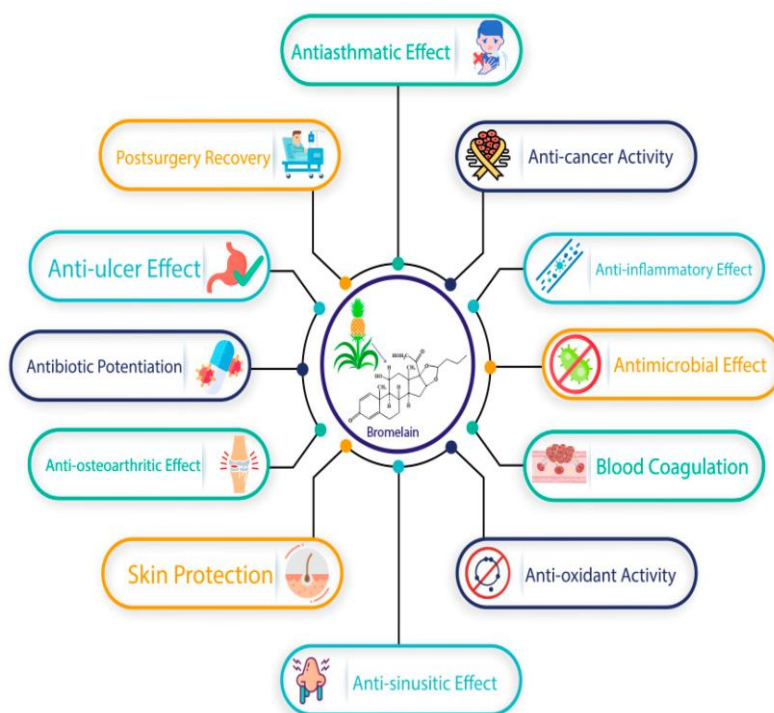 Antiasthmatic Effect
Postsurgery Recovery
Anti-cancer Activity
Anti-ulcer Effect
Anti-inflammatory Effect
Antibiotic Potentiation
Antimicrobial Effect
Bromelain
Anti-osteoarthritic Effect
Blood Coagulation
Skin Protection
Anti-oxidant Activity
Anti-sinusitic Effect